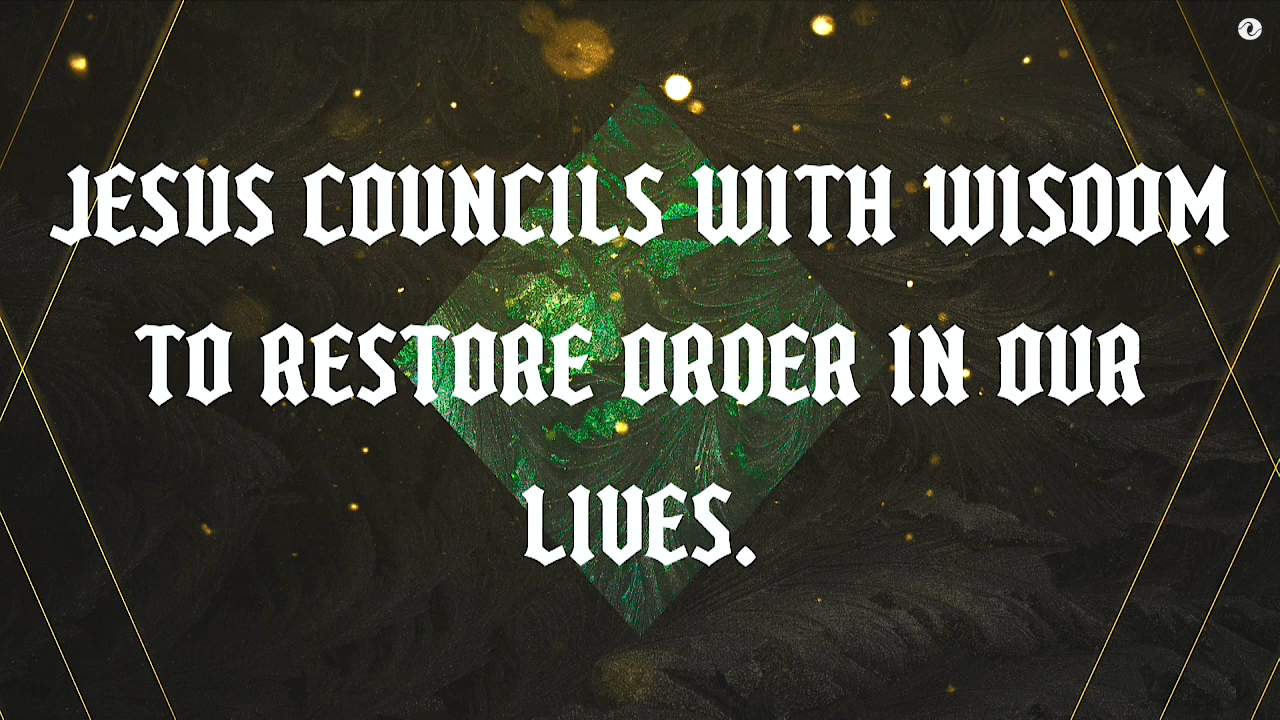 JESUS COUNCILS WITH WISDOM
TO RESTORE ORDER IN OUR
LIVES.